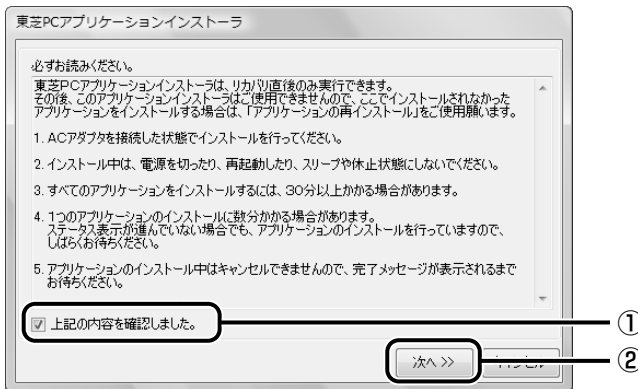 東芝PCアプリケーションインストーラ
必ずお読みください。
東芝PCアプリケーションインストーラは、リカバリ直後のみ実行できます。
その後、このアプリケーションインストーラはご使用できませんので、ここでインストールされなかった
アプリケーションをインストールする場合は、「アプリケーションの再インストール」をご使用願います。
1. ACアダプタを接続した状態でインストールを行ってください。
2. インストール中は、電源を切ったり、再起動したり、スリープや休止状態にしないでください。
3. すべてのアプリケーションをインストールするには、30分以上かかる場合があります。
4. 1つのアプリケーションのインストールに数分かかる場合があります。
ステータス表示が進んでいない場合でも、アプリケーションのインストールを行っていますので、
しばらくお待ちください。
5. アプリケーションのインストール中はキャンセルできませんので、完了メッセージが表示されるまで
お待ちください。
上記の内容を確認しました。
①
次へ >>
②